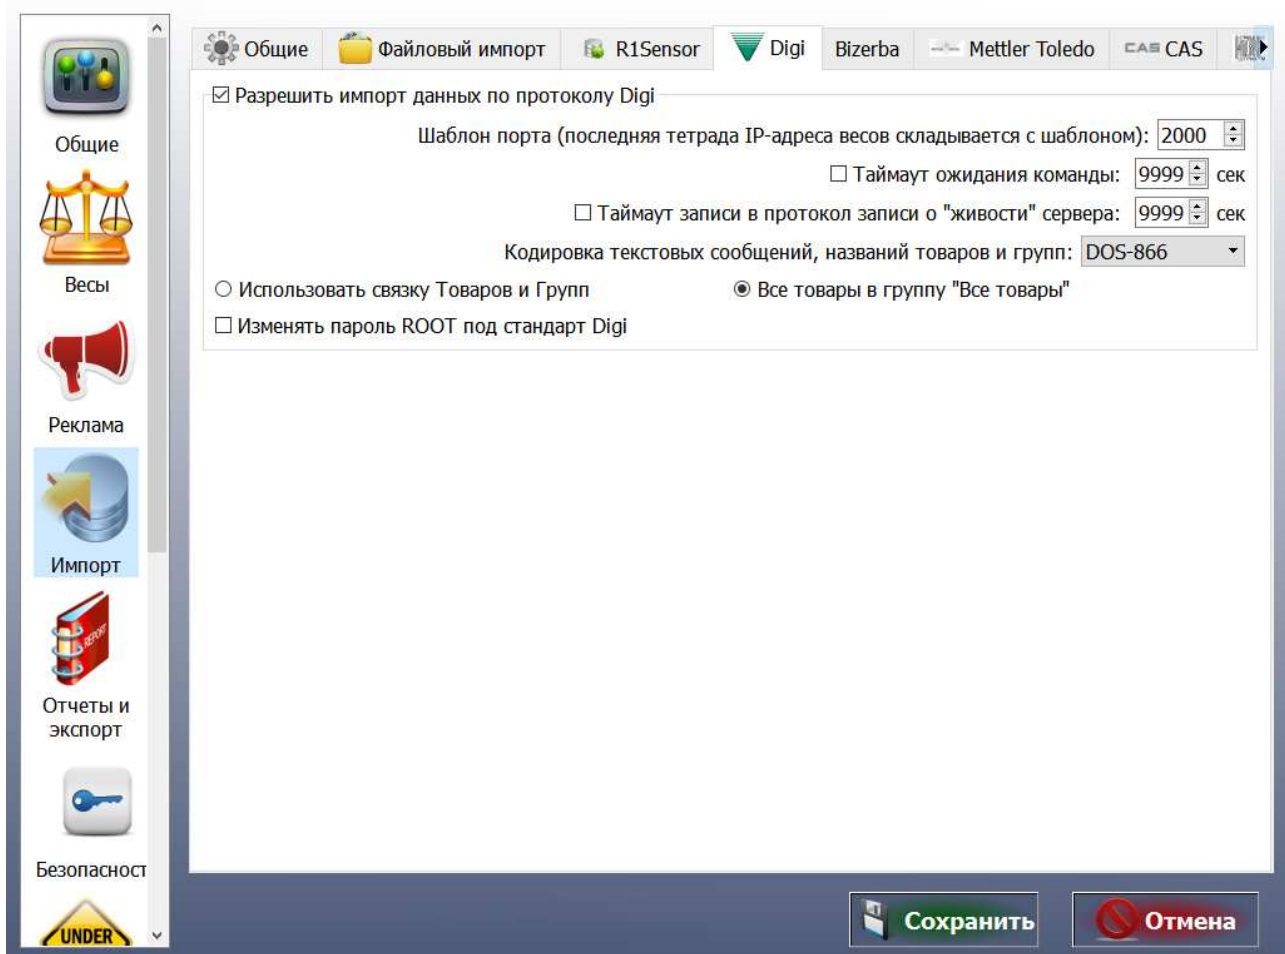 Общие
Файловый импорт
R1Sensor
Digi
Bizerba
Mettler Toledo
CAS CAS
Разрешить импорт данных по протоколу Digi
Шаблон порта (последняя тетрада IP-адреса весов складывается с шаблоном): 2000
Таймаут ожидания команды: 9999 сек
Таймаут записи в протокол записи о "живости" сервера: 9999 сек
Кодировка текстовых сообщений, названий товаров и групп: DOS-866
Использовать связку Товаров и Групп
Все товары в группу "Все товары"
Изменять пароль ROOT под стандарт Digi
Общие
Весы
Реклама
Импорт
REPORT
Отчеты и
экспорт
Безопасност
UNDER
Сохранить
Отмена